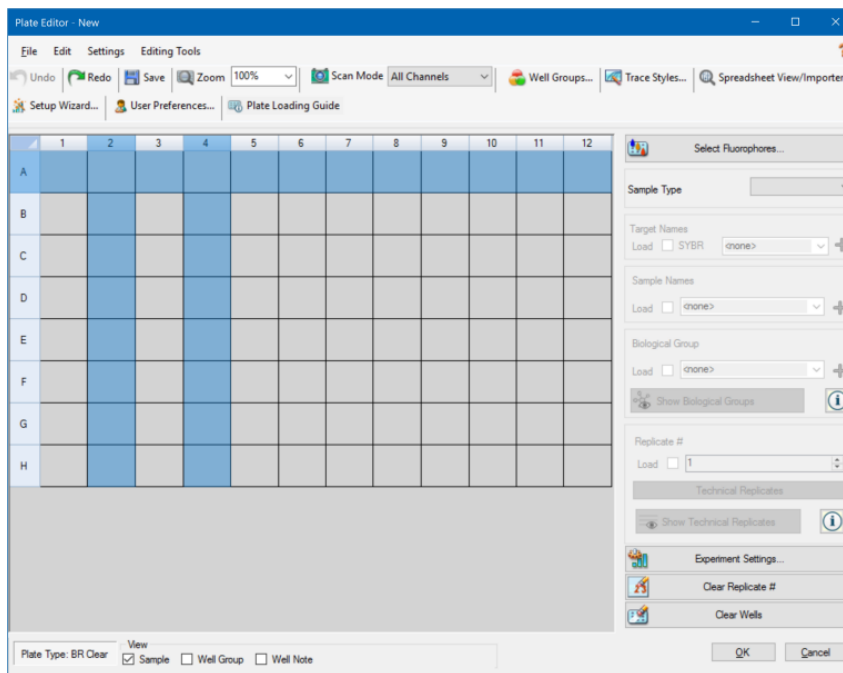 Plate Editor - New
File Edit Settings Editing Tools
Undo Redo Save Zoom 100% Scan Mode All Channels Well Groups... Trace Styles... Spreadsheet View/Importer
Setup Wizard... User Preferences... Plate Loading Guide
1 2 3 4 5 6 7 8 9 10 11 12
A
B
C
D
E
F
G
H
Select Fluorophores...
Sample Type
Target Names
Load SYBR <none>
Sample Names
Load <none>
Biological Group
Load <none>
Show Biological Groups
Replicate #
Load 1
Technical Replicates
Show Technical Replicates
Experiment Settings...
Clear Replicate #
Clear Wells
Plate Type: BR Clear
View
Sample Well Group Well Note
OK Cancel